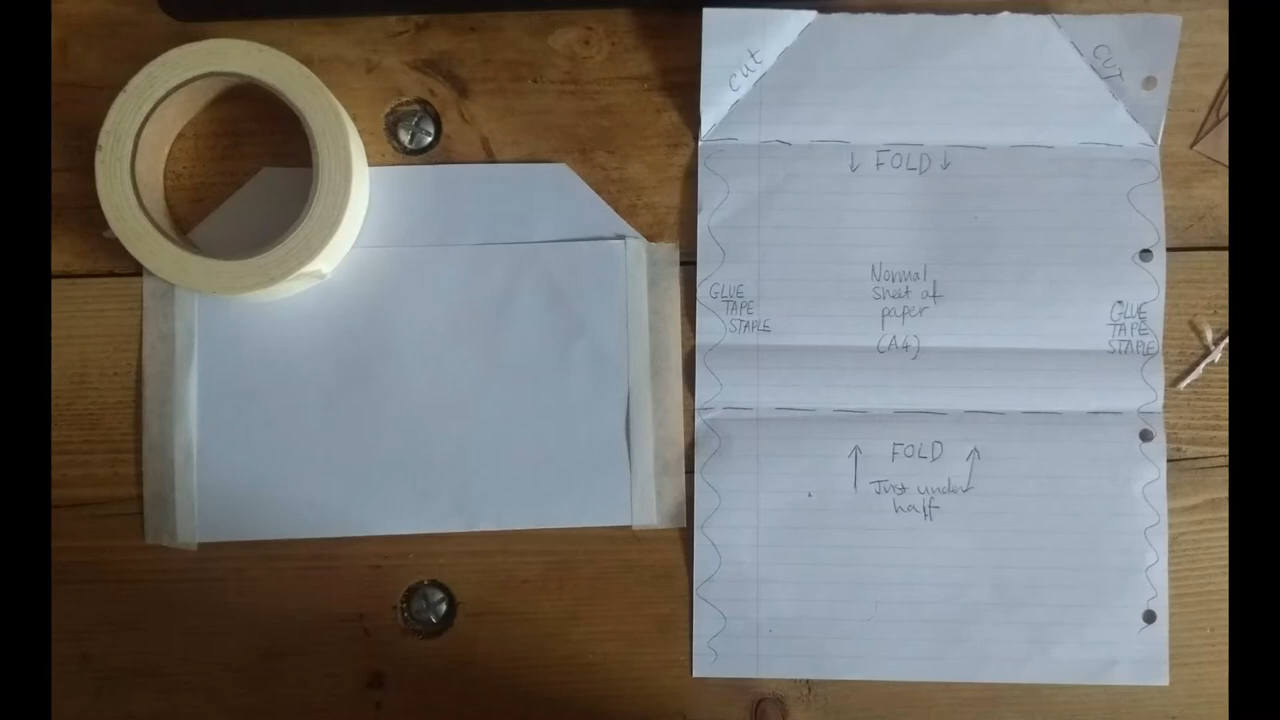 CUT
CUT
↓ FOLD ↓
Normal
sheet of
paper
(A4)
GLUE
TAPE
STAPLE
GLUE
TAPE
STAPLE
FOLD
Just under
half